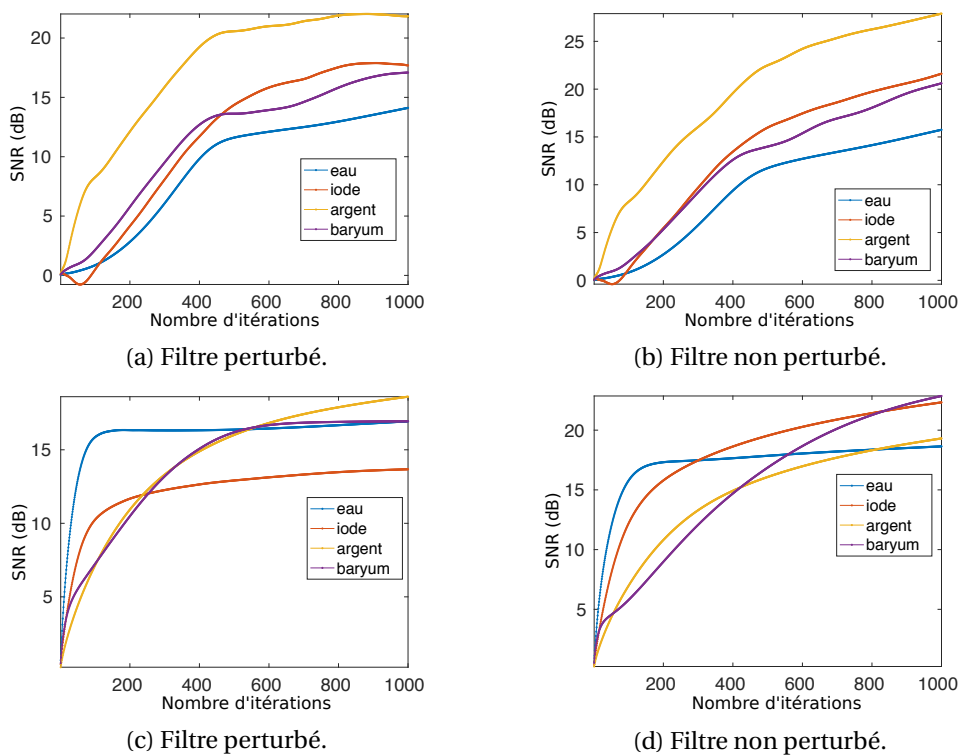 SNR (dB)
20
15
10
5
0
200 400 600 800 1000
Nombre d'itérations
eau
iode
argent
baryum
(a) Filtre perturbé.
SNR (dB)
25
20
15
10
5
0
200 400 600 800 1000
Nombre d'itérations
eau
iode
argent
baryum
(b) Filtre non perturbé.
SNR (dB)
15
10
5
200 400 600 800 1000
Nombre d'itérations
eau
iode
argent
baryum
(c) Filtre perturbé.
SNR (dB)
20
15
10
5
200 400 600 800 1000
Nombre d'itérations
eau
iode
argent
baryum
(d) Filtre non perturbé.